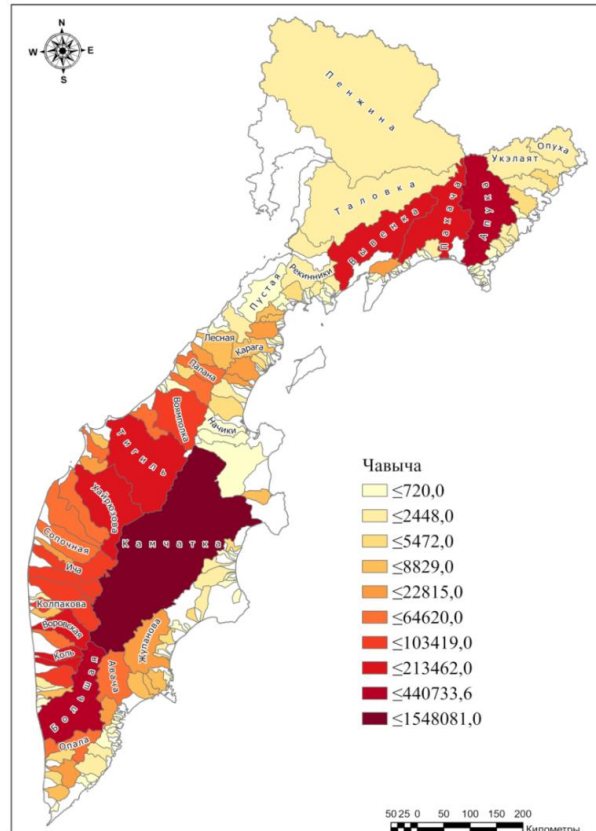 N
W E
S
Пенжина
Опуха
Укэлаят
Таловка
Апука
Пахача
Вывенка
Рекинники
Пустая
Лесная
Карага
Палана
Воямполка
Начики
Тигиль
Хайрюзова
Камчатка
Сопочная
Ича
Колпакова
Воровская
Жупанова
Коль
Авача
Большая
Опала
Чавыча
≤720,0
≤2448,0
≤5472,0
≤8829,0
≤22815,0
≤64620,0
≤103419,0
≤213462,0
≤440733,6
≤1548081,0
50 25 0 50 100 150 200
Километры